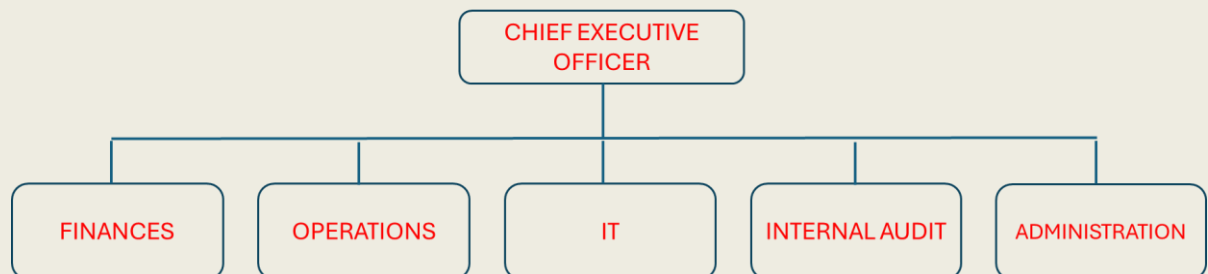 CHIEF EXECUTIVE
OFFICER
FINANCES
OPERATIONS
IT
INTERNAL AUDIT
ADMINISTRATION